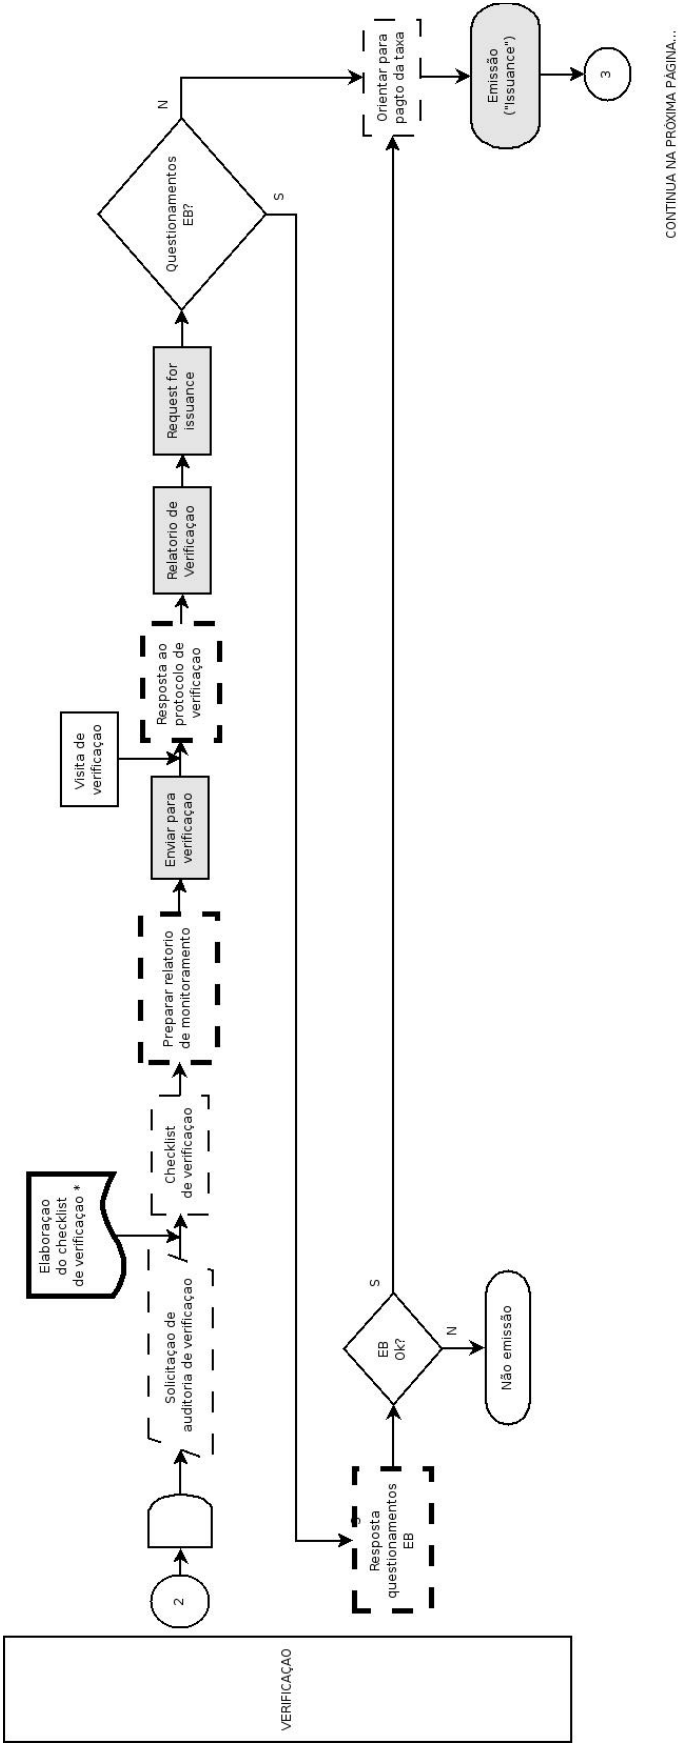 VERIFICAÇAO
2
Solicitaçao de
auditoria de verificaçao
Elaboraçao
do checklist
de verificaçao *
Checklist
de verificaçao
Preparar relatorio
de monitoramento
Enviar para
verificaçao
Visita de
verificaçao
Resposta ao
protocolo de
verificaçao
Relatorio de
Verificaçao
Request for
issuance
Questionamentos
EB?
N
S
Resposta
questionamentos
EB
EB
Ok?
S
N
Não emissão
Orientar para
pagto da taxa
Emissão
("Issuance")
3
CONTINUA NA PRÓXIMA PÁGINA...